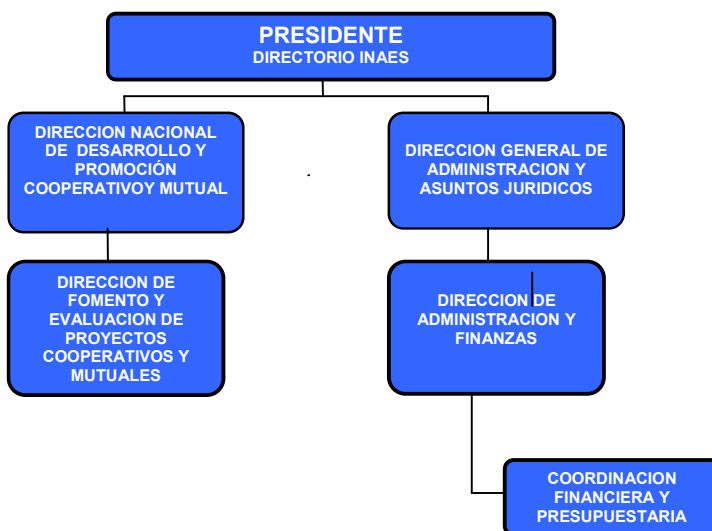 PRESIDENTE
DIRECTORIO INAES
DIRECCION NACIONAL
DE DESARROLLO Y
PROMOCIÓN
COOPERATIVOY MUTUAL
DIRECCION GENERAL DE
ADMINISTRACION Y
ASUNTOS JURIDICOS
DIRECCION DE
FOMENTO Y
EVALUACION DE
PROYECTOS
COOPERATIVOS Y
MUTUALES
DIRECCION DE
ADMINISTRACION Y
FINANZAS
COORDINACION
FINANCIERA Y
PRESUPUESTARIA